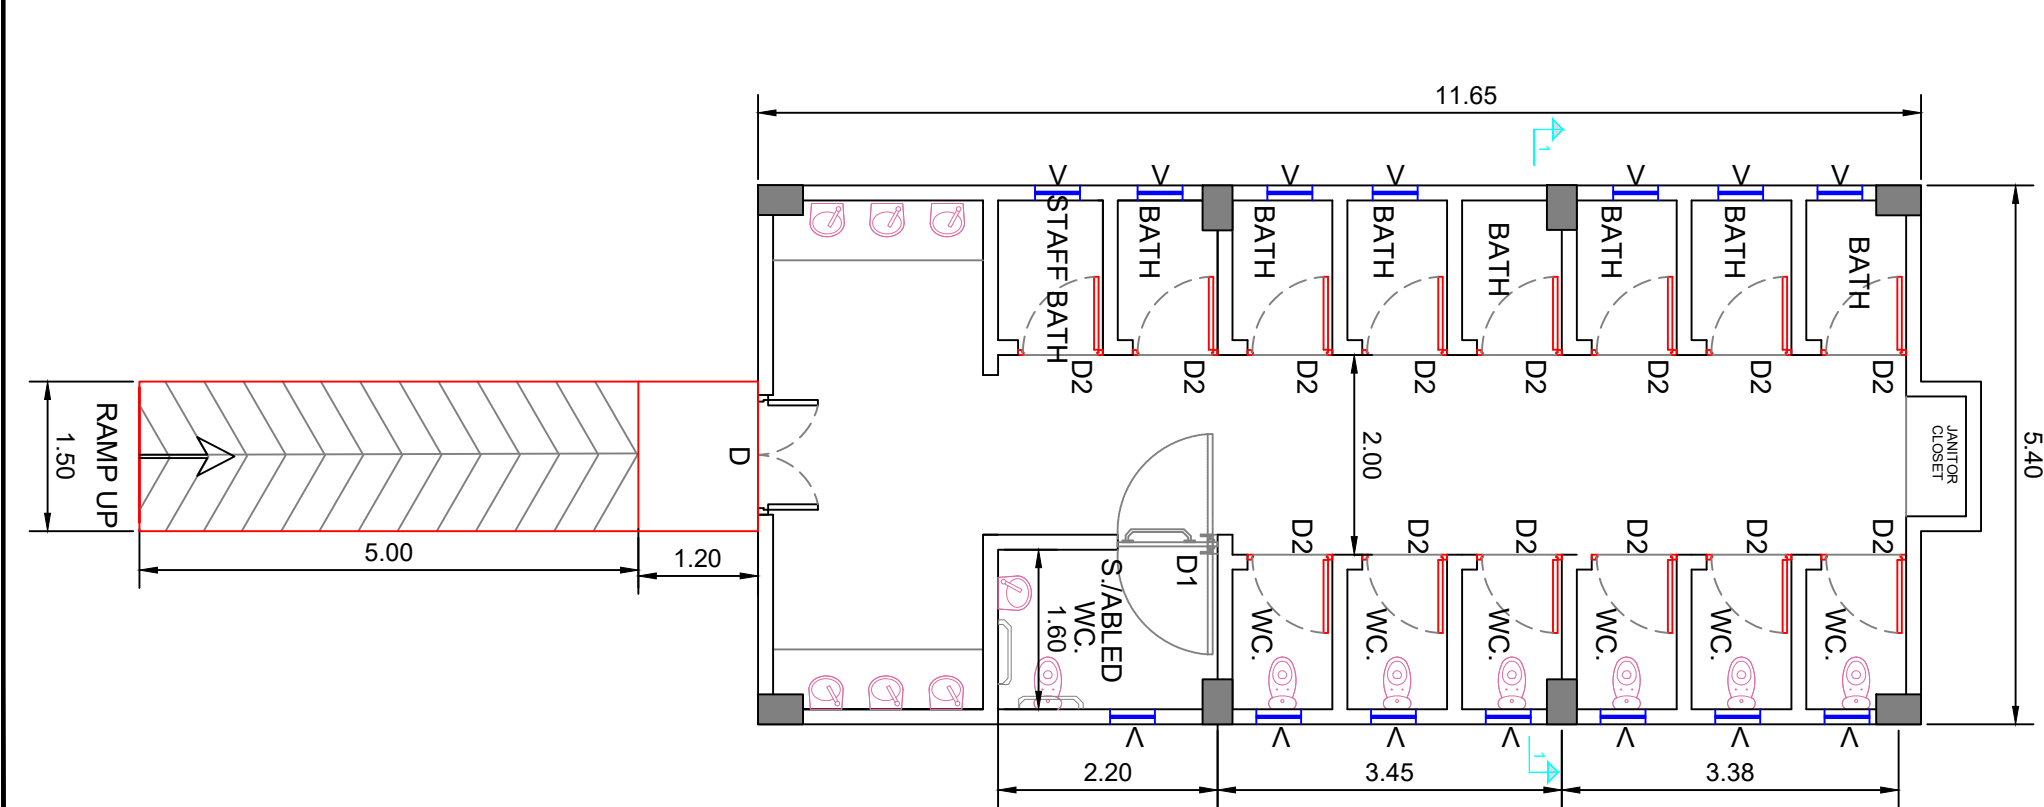 11.65
1
V V V V V V V
STAFF BATH
BATH
BATH
BATH
BATH
BATH
BATH
BATH
D2 D2 D2 D2 D2 D2 D2 D2
5.40
JANITOR
CLOSET
2.00
D
RAMP UP
1.50
5.00
1.20
D2 D2 D2 D2 D2 D2
D1
S./ABLED
WC.
1.60
WC. WC. WC. WC. WC. WC.
V V V V V V V
1
2.20
3.45
3.38